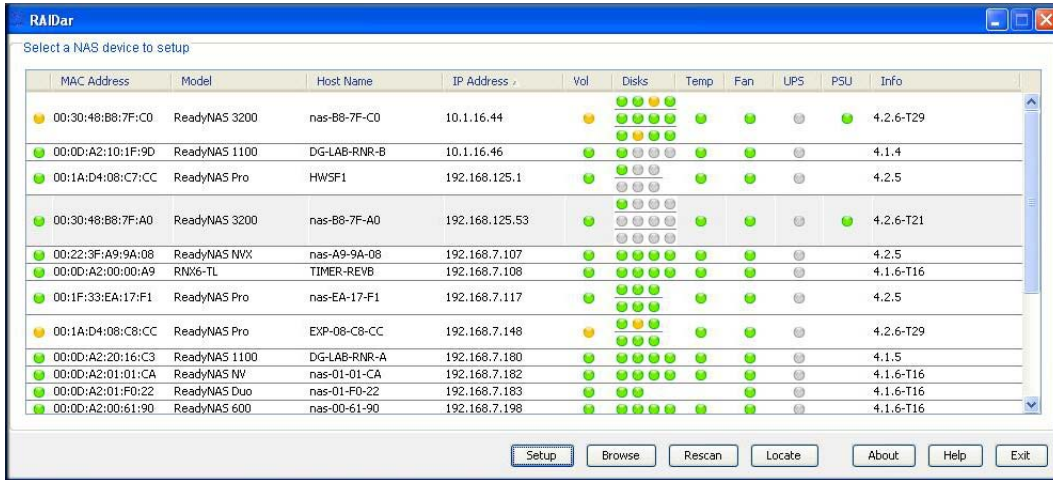 RAIDar
Select a NAS device to setup
MAC Address Model Host Name IP Address Vol Disks Temp Fan UPS PSU Info
00:30:48:B8:7F:C0 ReadyNAS 3200 nas-B8-7F-C0 10.1.16.44 4.2.6-T29
00:0D:A2:10:1F:9D ReadyNAS 1100 DG-LAB-RNR-B 10.1.16.46 4.1.4
00:1A:D4:08:C7:CC ReadyNAS Pro HWSF1 192.168.125.1 4.2.5
00:30:48:B8:7F:A0 ReadyNAS 3200 nas-B8-7F-A0 192.168.125.53 4.2.6-T21
00:22:3F:A9:9A:08 ReadyNAS NVX nas-A9-9A-08 192.168.7.107 4.2.5
00:0D:A2:00:00:A9 RNX6-TL TIMER-REVB 192.168.7.108 4.1.6-T16
00:1F:33:EA:17:F1 ReadyNAS Pro nas-EA-17-F1 192.168.7.117 4.2.5
00:1A:D4:08:C8:CC ReadyNAS Pro EXP-08-C8-CC 192.168.7.148 4.2.6-T29
00:0D:A2:20:16:C3 ReadyNAS 1100 DG-LAB-RNR-A 192.168.7.180 4.1.5
00:0D:A2:01:01:CA ReadyNAS NV nas-01-01-CA 192.168.7.182 4.1.6-T16
00:0D:A2:01:F0:22 ReadyNAS Duo nas-01-F0-22 192.168.7.183 4.1.6-T16
00:0D:A2:00:61:90 ReadyNAS 600 nas-00-61-90 192.168.7.198 4.1.6-T16
Setup Browse Rescan Locate About Help Exit